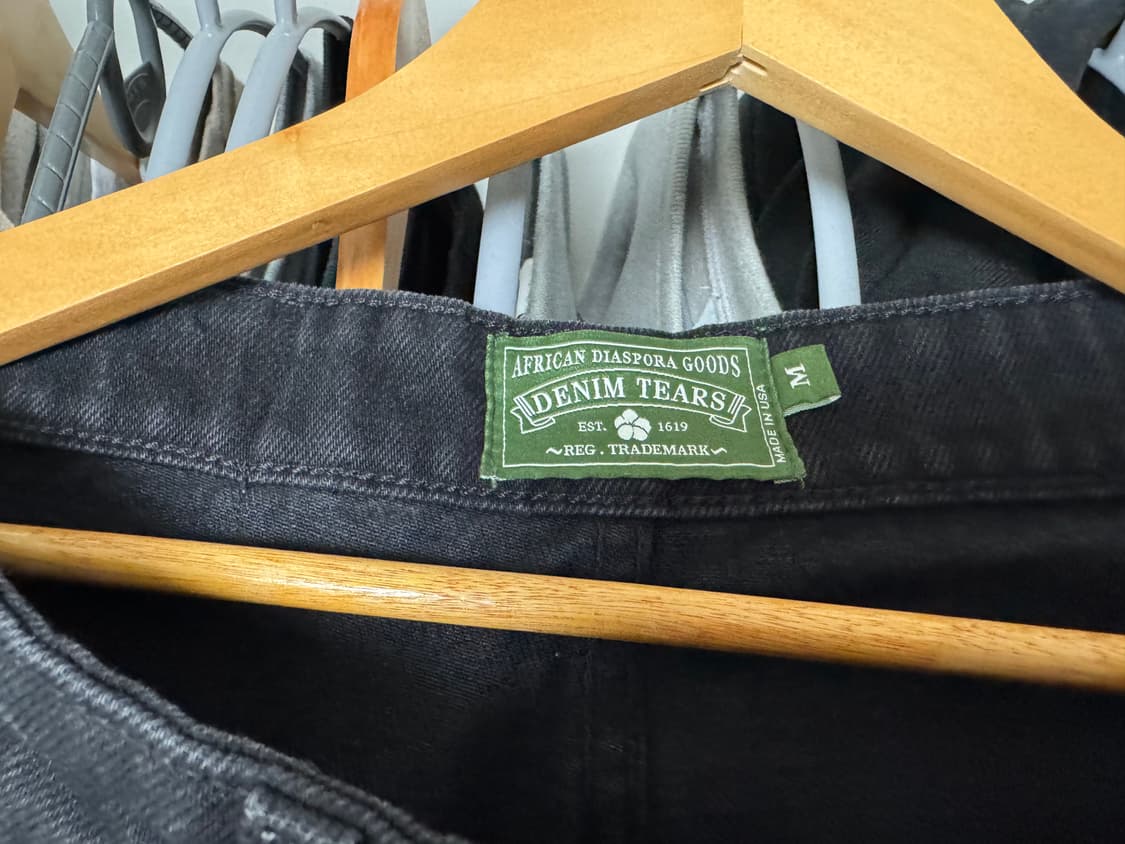 AFRICAN DIASPORA GOODS
DENIM TEARS
EST. 1619
~REG. TRADEMARK~
MADE IN USA
M